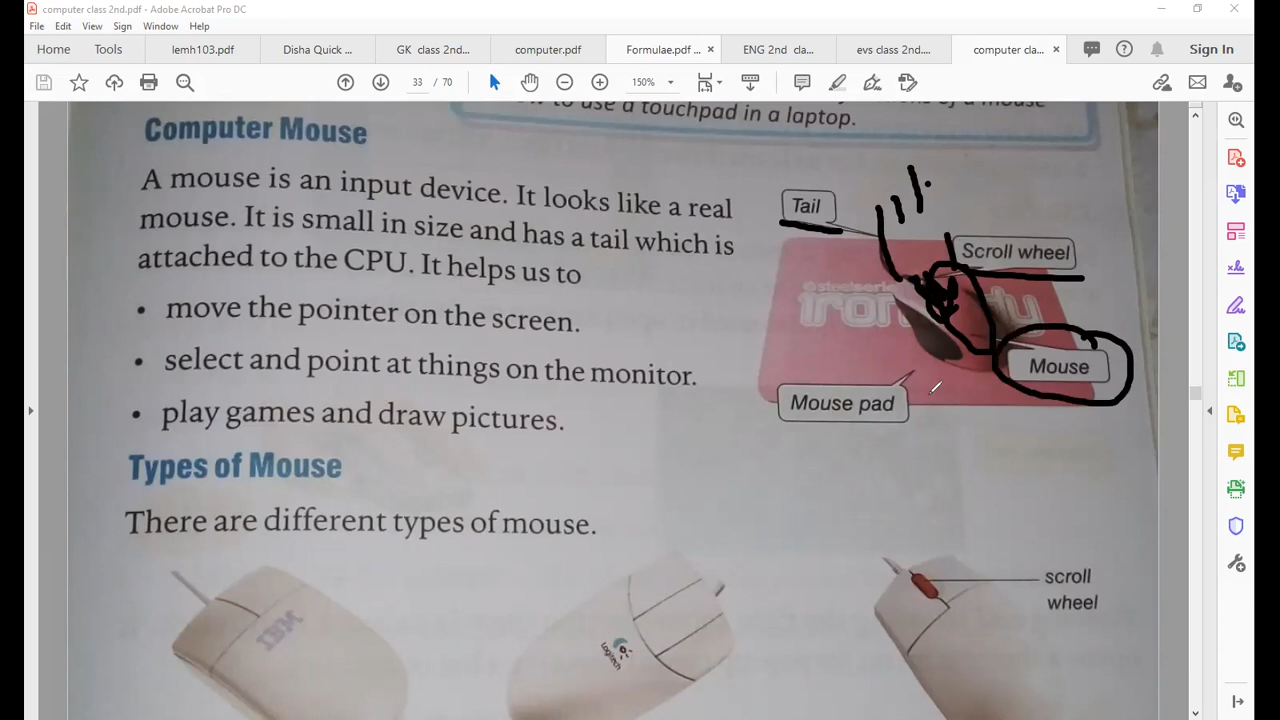 computer class 2nd.pdf - Adobe Acrobat Pro DC
File Edit View Sign Window Help
Home Tools lemh103.pdf Disha Quick ... GK class 2nd... computer.pdf Formulae.pdf ... × ENG 2nd cla... evs class 2nd.... computer cla... × Sign In
33 / 70 150%
to use a touchpad in a laptop.
Computer Mouse
A mouse is an input device. It looks like a real
mouse. It is small in size and has a tail which is
attached to the CPU. It helps us to
• move the pointer on the screen.
• select and point at things on the monitor.
• play games and draw pictures.
Tail
Scroll wheel
steelseries
Mouse
Mouse pad
Types of Mouse
There are different types of mouse.
Logitech
scroll
wheel